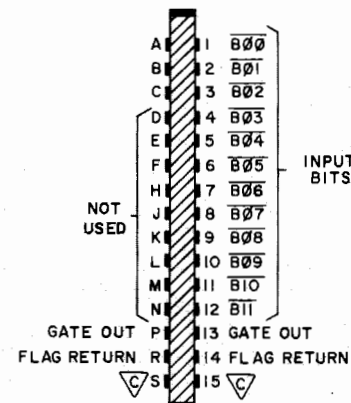 A 1 B00
B 2 B01
C 3 B02
D 4 B03
E 5 B04
F 6 B05
H 7 B06
J 8 B07
K 9 B08
L 10 B09
M 11 B10
N 12 B11
NOT USED
INPUT BITS
GATE OUT P 13 GATE OUT
FLAG RETURN R 14 FLAG RETURN
C S 15 C